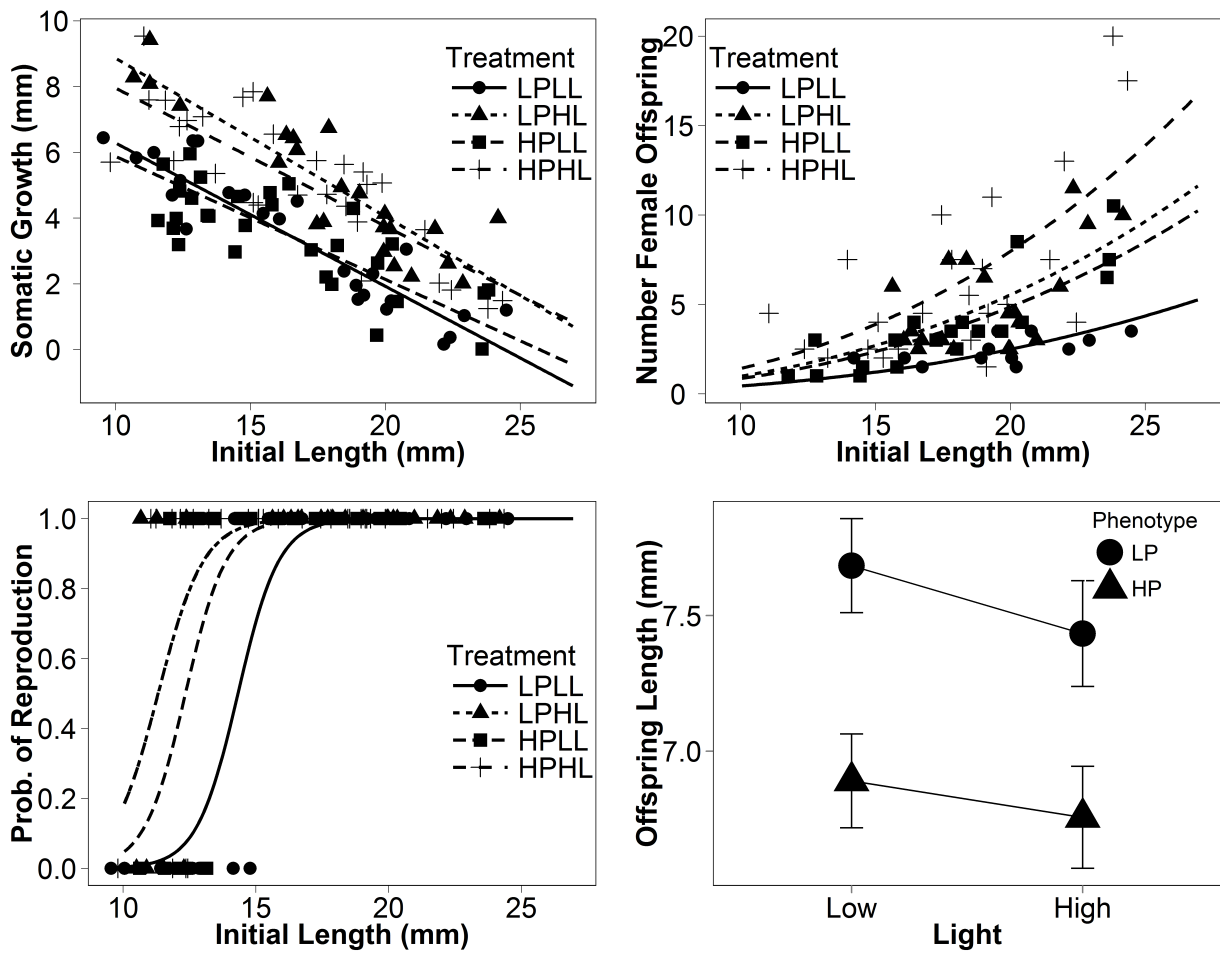 Somatic Growth (mm)
10
8
6
4
2
0
10 15 20 25
Initial Length (mm)
Treatment
LPLL
LPHL
HPLL
HPHL
Number Female Offspring
20
15
10
5
0
10 15 20 25
Initial Length (mm)
Treatment
LPLL
LPHL
HPLL
HPHL
Prob. of Reproduction
1.0
0.8
0.6
0.4
0.2
0.0
10 15 20 25
Initial Length (mm)
Treatment
LPLL
LPHL
HPLL
HPHL
Offspring Length (mm)
7.5
7.0
Low High
Light
Phenotype
LP
HP